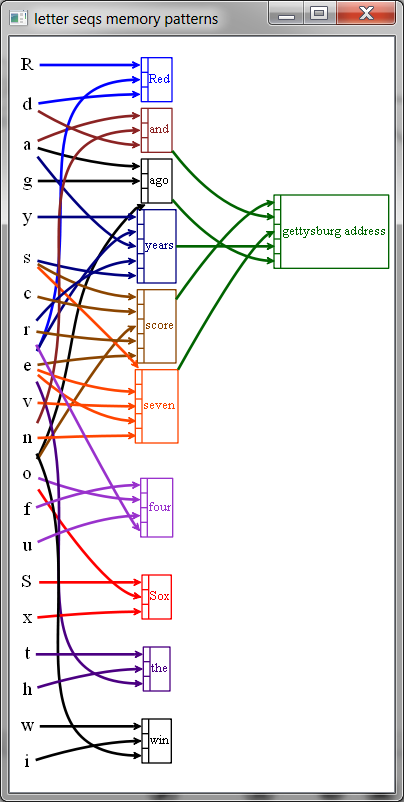 letter seqs memory patterns
R
Red
d
and
a
ago
g
y
years
gettysburg address
s
c
score
r
e
seven
v
n
o
four
f
u
S
Sox
x
t
the
h
w
win
i